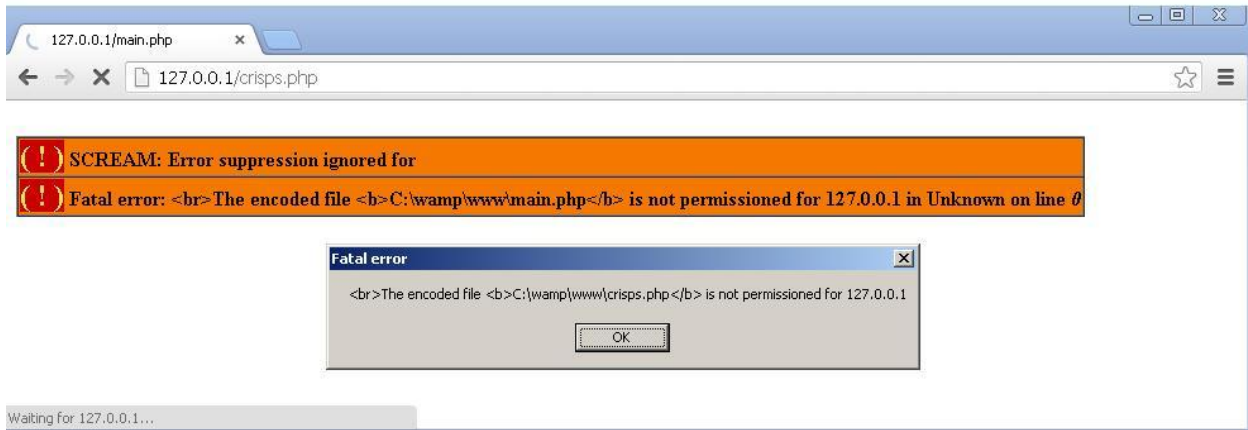 127.0.0.1/main.php
127.0.0.1/crisps.php
( ! ) SCREAM: Error suppression ignored for
( ! ) Fatal error: <br>The encoded file <b>C:\wamp\www\main.php</b> is not permissioned for 127.0.0.1 in Unknown on line 0
Fatal error
<br>The encoded file <b>C:\wamp\www\crisps.php</b> is not permissioned for 127.0.0.1
OK
Waiting for 127.0.0.1...